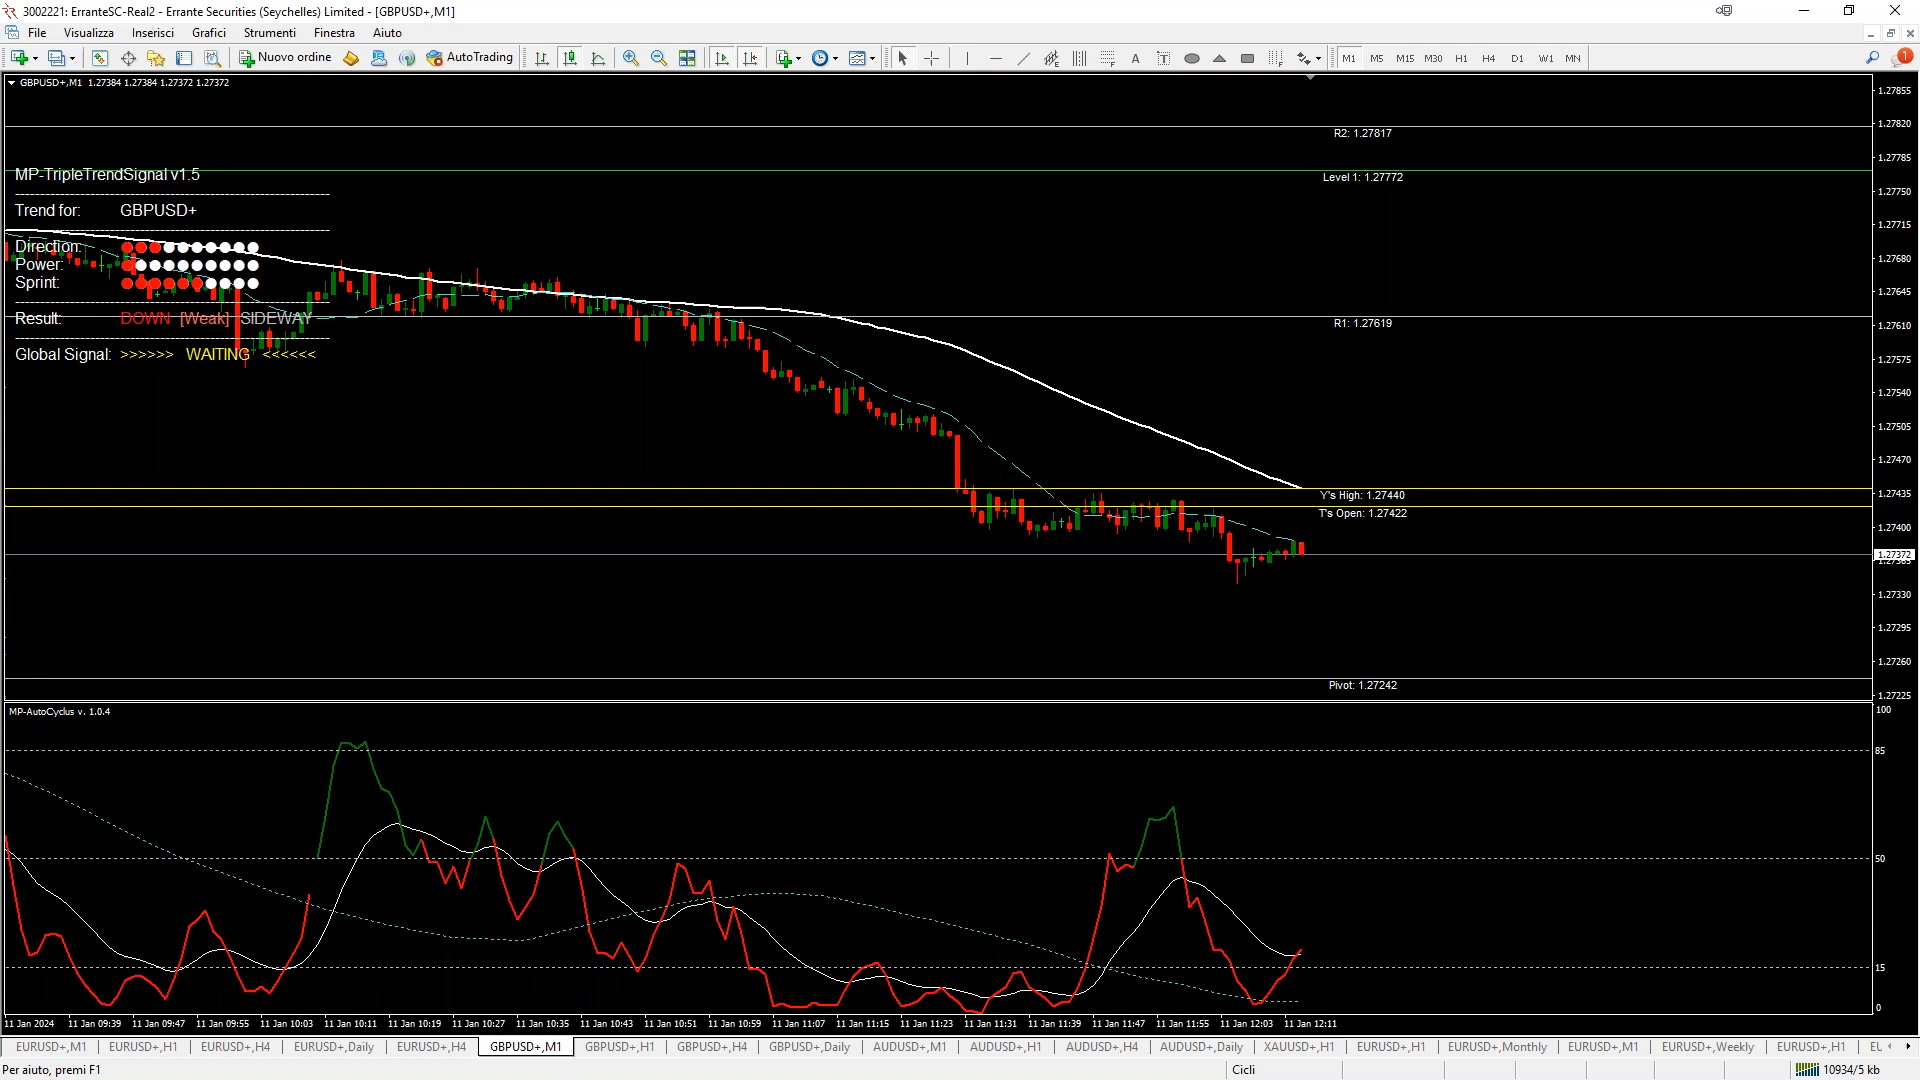 3002221: ErranteSC-Real2 - Errante Securities (Seychelles) Limited - [GBPUSD+,M1]
File Visualizza Inserisci Grafici Strumenti Finestra Aiuto
Nuovo ordine AutoTrading A T M1 M5 M15 M30 H1 H4 D1 W1 MN 1
GBPUSD+,M1 1.27384 1.27384 1.27372 1.27372
1.27855
1.27820
R2: 1.27817
1.27785
MP-TripleTrendSignal v1.5
Level 1: 1.27772
1.27750
Trend for: GBPUSD+
1.27715
Direction:
Power:
1.27680
Sprint:
1.27645
Result: DOWN [Weak] SIDEWAY
R1: 1.27619
1.27610
Global Signal: >>>>>> WAITING <<<<<<
1.27575
1.27540
1.27505
1.27470
Y's High: 1.27440
1.27435
T's Open: 1.27422
1.27400
1.27372
1.27365
1.27330
1.27295
1.27260
Pivot: 1.27242
1.27225
MP-AutoCyclus v. 1.0.4
100
85
50
15
0
11 Jan 2024 11 Jan 09:39 11 Jan 09:47 11 Jan 09:55 11 Jan 10:03 11 Jan 10:11 11 Jan 10:19 11 Jan 10:27 11 Jan 10:35 11 Jan 10:43 11 Jan 10:51 11 Jan 10:59 11 Jan 11:07 11 Jan 11:15 11 Jan 11:23 11 Jan 11:31 11 Jan 11:39 11 Jan 11:47 11 Jan 11:55 11 Jan 12:03 11 Jan 12:11
EURUSD+,M1 EURUSD+,H1 EURUSD+,H4 EURUSD+,Daily EURUSD+,H4 GBPUSD+,M1 GBPUSD+,H1 GBPUSD+,H4 GBPUSD+,Daily AUDUSD+,M1 AUDUSD+,H1 AUDUSD+,H4 AUDUSD+,Daily XAUUSD+,H1 EURUSD+,H1 EURUSD+,Monthly EURUSD+,M1 EURUSD+,Weekly EURUSD+,H1 EU
Per aiuto, premi F1 Cicli 10934/5 kb